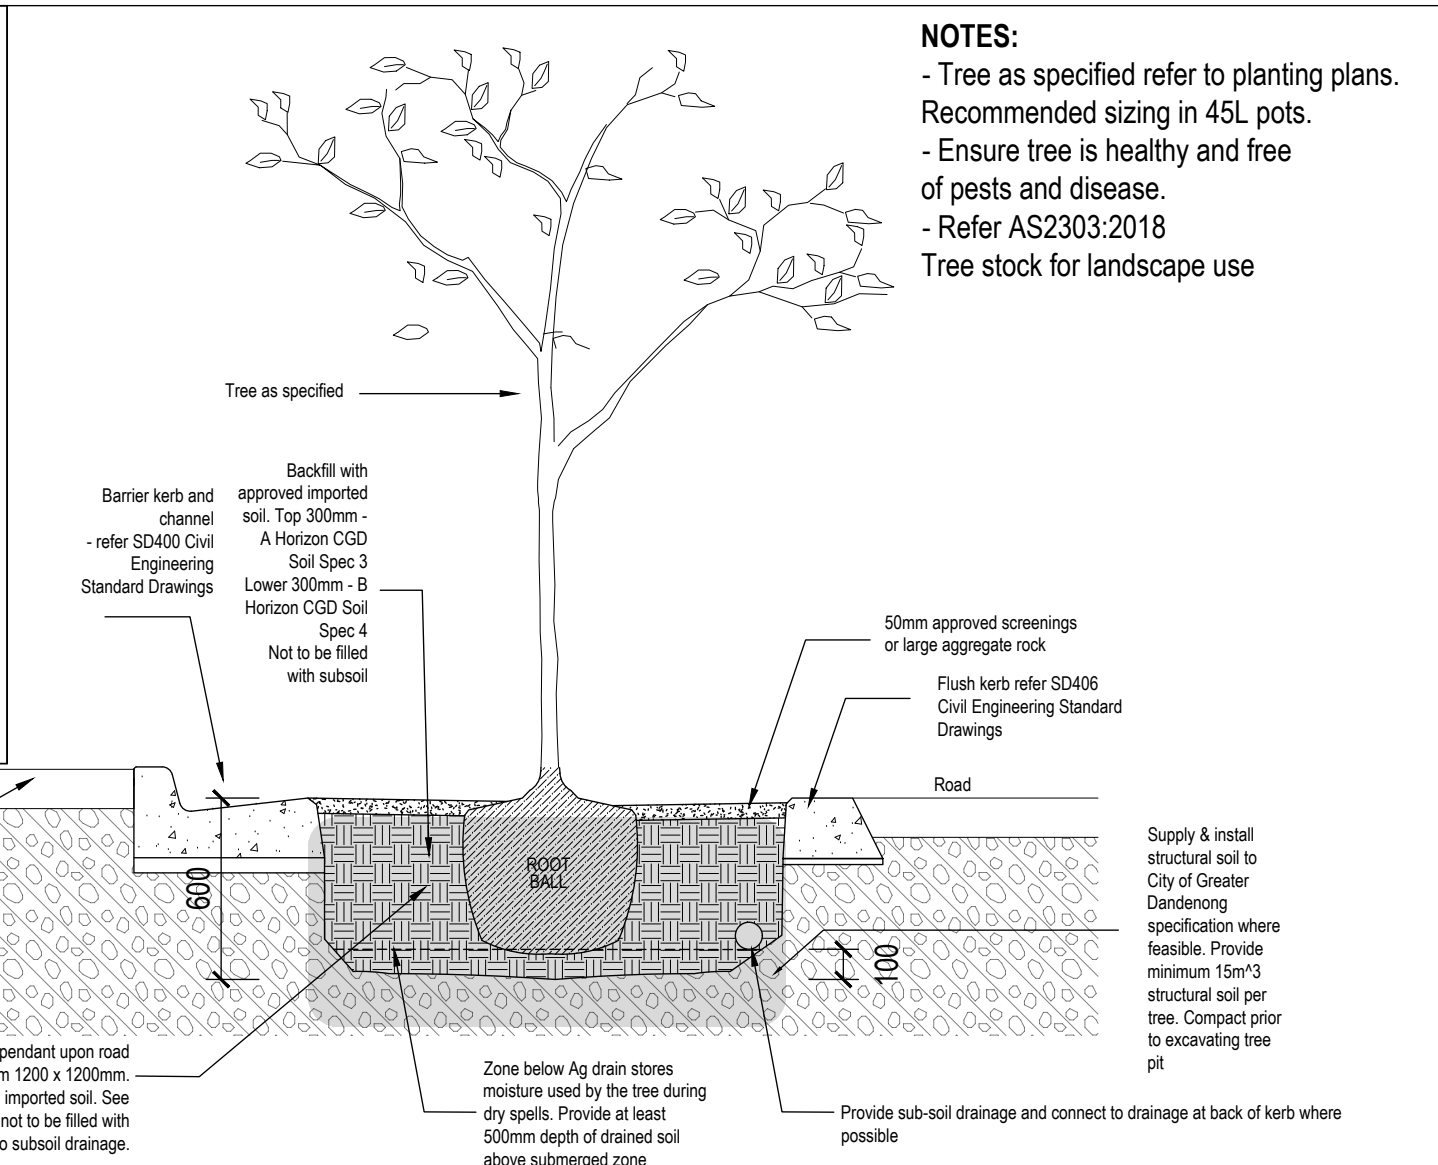 NOTES:
- Tree as specified refer to planting plans.
Recommended sizing in 45L pots.
- Ensure tree is healthy and free
of pests and disease.
- Refer AS2303:2018
Tree stock for landscape use
Tree as specified
Backfill with
approved imported
soil. Top 300mm -
A Horizon CGD
Soil Spec 3
Lower 300mm - B
Horizon CGD Soil
Spec 4
Not to be filled
with subsoil
Barrier kerb and
channel
- refer SD400 Civil
Engineering
Standard Drawings
50mm approved screenings
or large aggregate rock
Flush kerb refer SD406
Civil Engineering Standard
Drawings
Road
ROOT
BALL
600
100
Supply & install
structural soil to
City of Greater
Dandenong
specification where
feasible. Provide
minimum 15m^3
structural soil per
tree. Compact prior
to excavating tree
pit
pendant upon road
m 1200 x 1200mm.
imported soil. See
not to be filled with
o subsoil drainage.
Zone below Ag drain stores
moisture used by the tree during
dry spells. Provide at least
500mm depth of drained soil
above submerged zone
Provide sub-soil drainage and connect to drainage at back of kerb where
possible